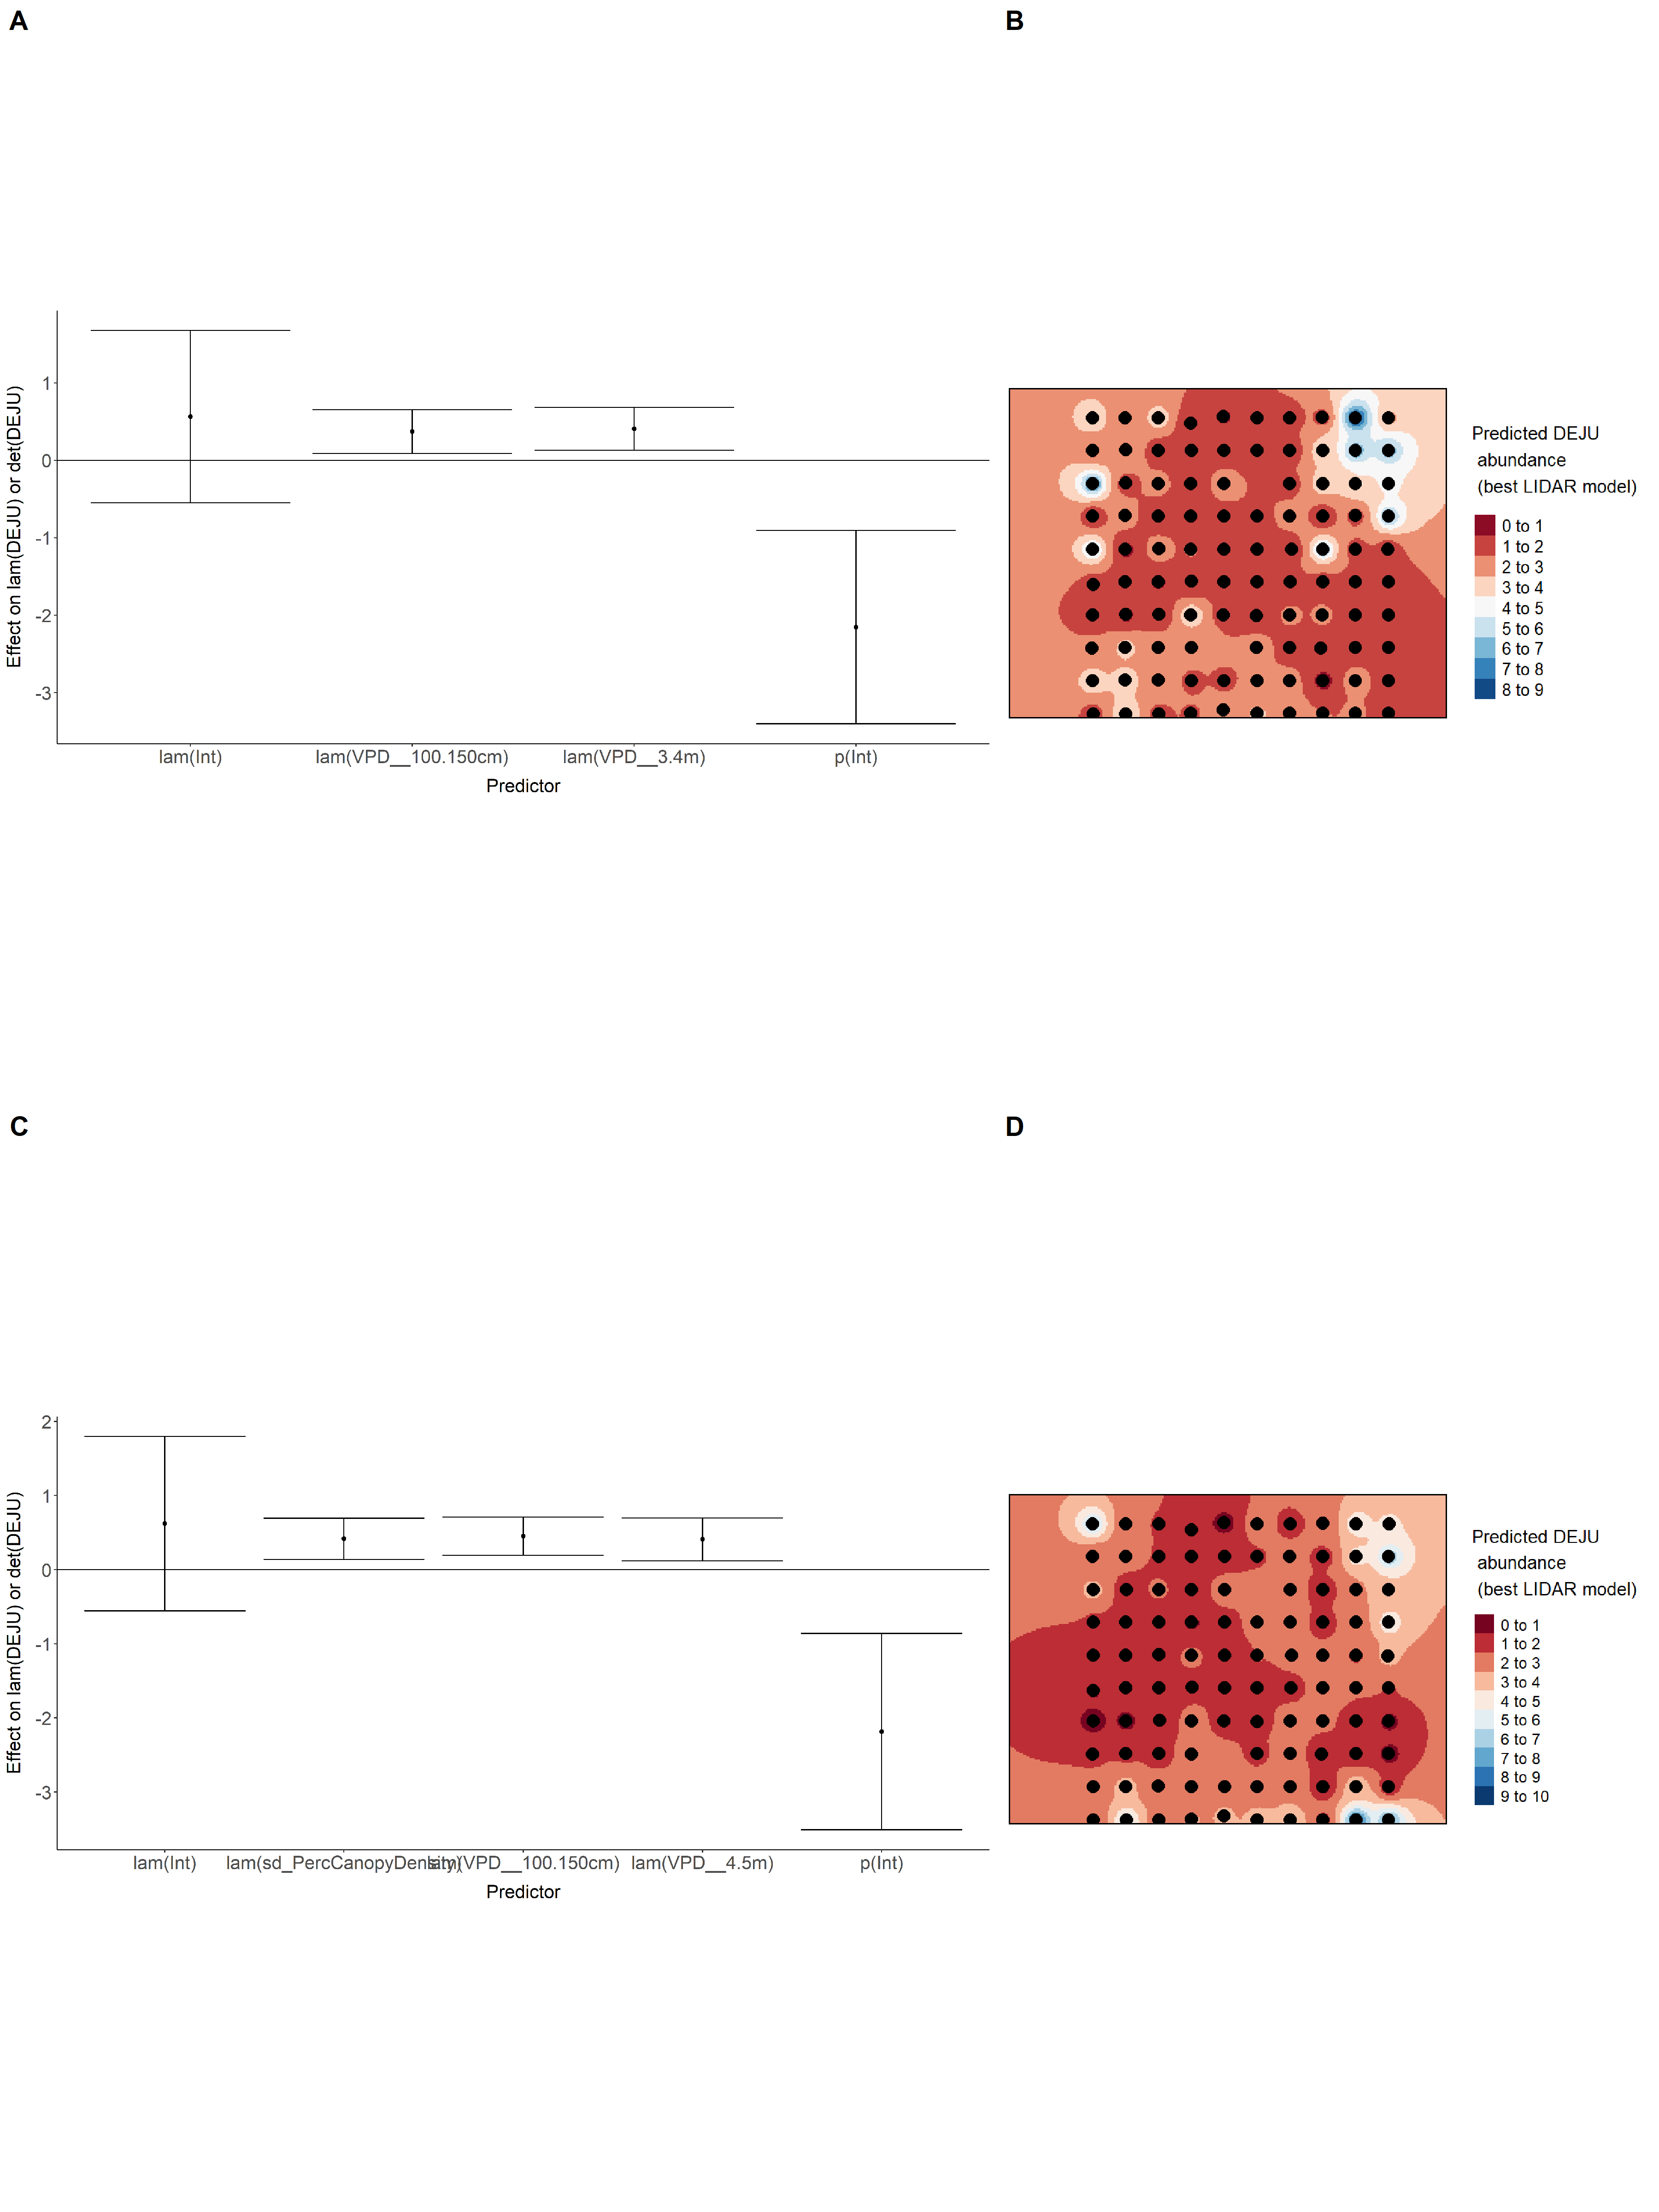 A
B
Effect on lam(DEJU) or det(DEJU)
1
0
-1
-2
-3
lam(Int)
lam(VPD__100.150cm)
lam(VPD__3.4m)
p(Int)
Predictor
Predicted DEJU
abundance
(best LIDAR model)
0 to 1
1 to 2
2 to 3
3 to 4
4 to 5
5 to 6
6 to 7
7 to 8
8 to 9
C
D
Effect on lam(DEJU) or det(DEJU)
2
1
0
-1
-2
-3
lam(Int)
lam(sd_PercCanopyDensity)
lam(VPD__100.150cm)
lam(VPD__4.5m)
p(Int)
Predictor
Predicted DEJU
abundance
(best LIDAR model)
0 to 1
1 to 2
2 to 3
3 to 4
4 to 5
5 to 6
6 to 7
7 to 8
8 to 9
9 to 10